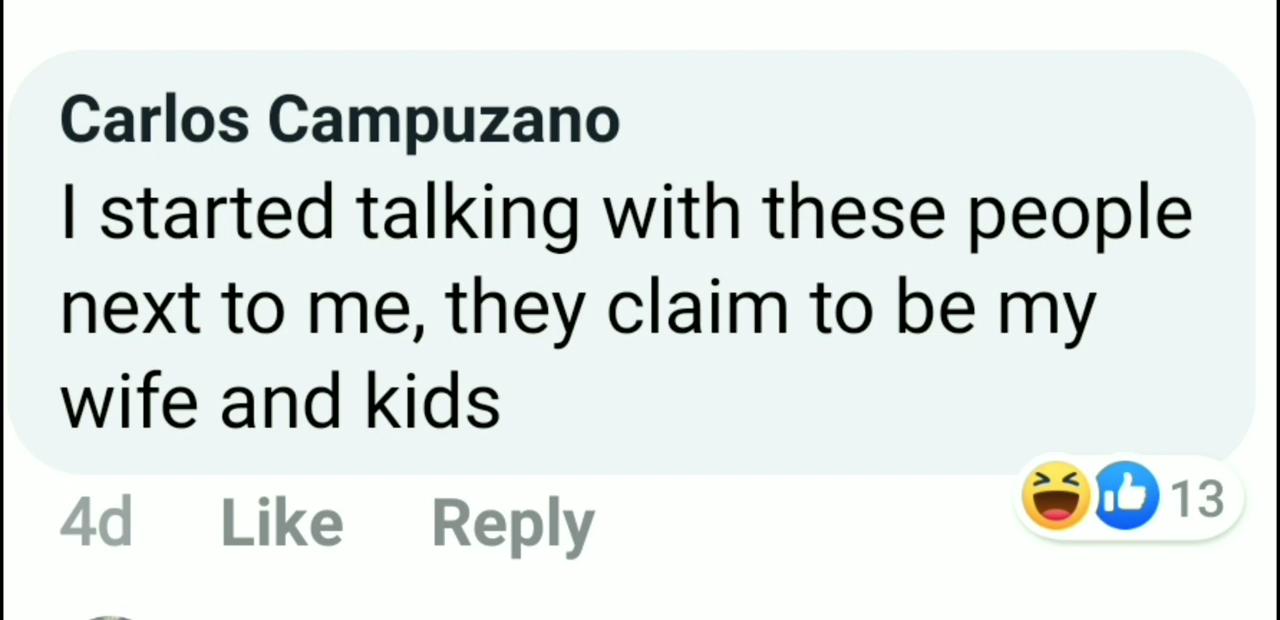 Carlos Campuzano
I started talking with these people
next to me, they claim to be my
wife and kids
4d Like Reply 13